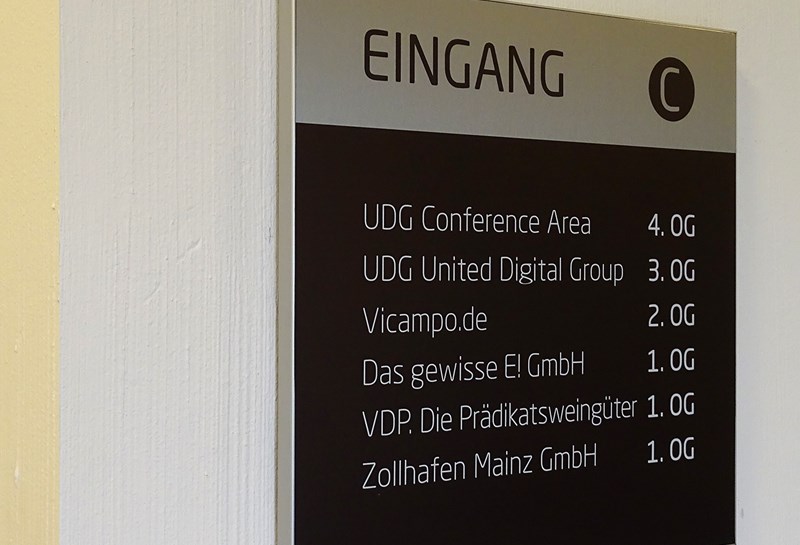 EINGANG C
UDG Conference Area 4. OG
UDG United Digital Group 3. OG
Vicampo.de 2. OG
Das gewisse E! GmbH 1. OG
VDP. Die Prädikatsweingüter 1. OG
Zollhafen Mainz GmbH 1. OG